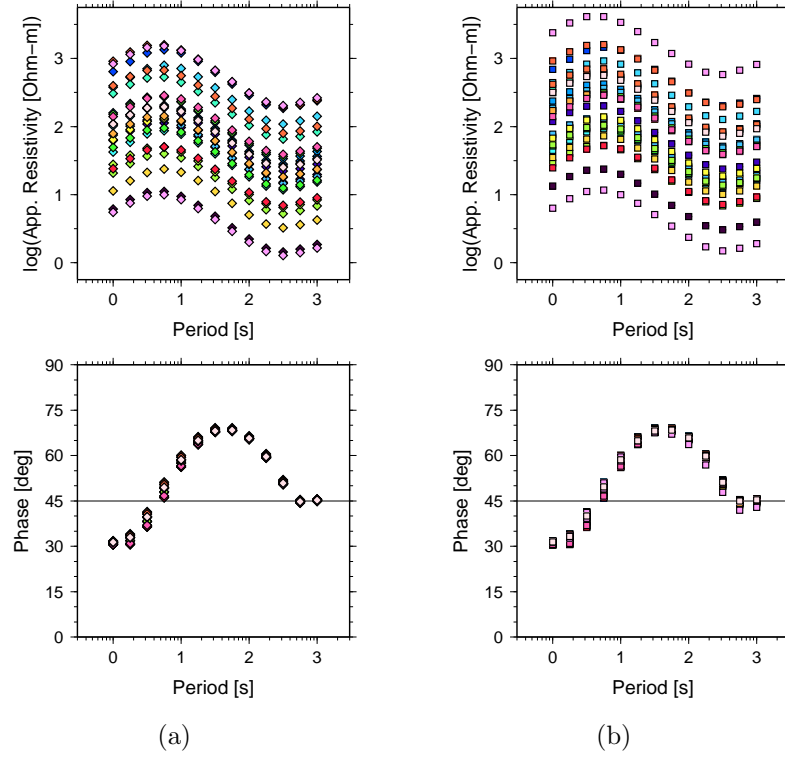 log(App. Resistivity [Ohm−m])
3
2
1
0
0 1 2 3
Period [s]
log(App. Resistivity [Ohm−m])
3
2
1
0
0 1 2 3
Period [s]
Phase [deg]
90
75
60
45
30
15
0
0 1 2 3
Period [s]
Phase [deg]
90
75
60
45
30
15
0
0 1 2 3
Period [s]
(a)
(b)